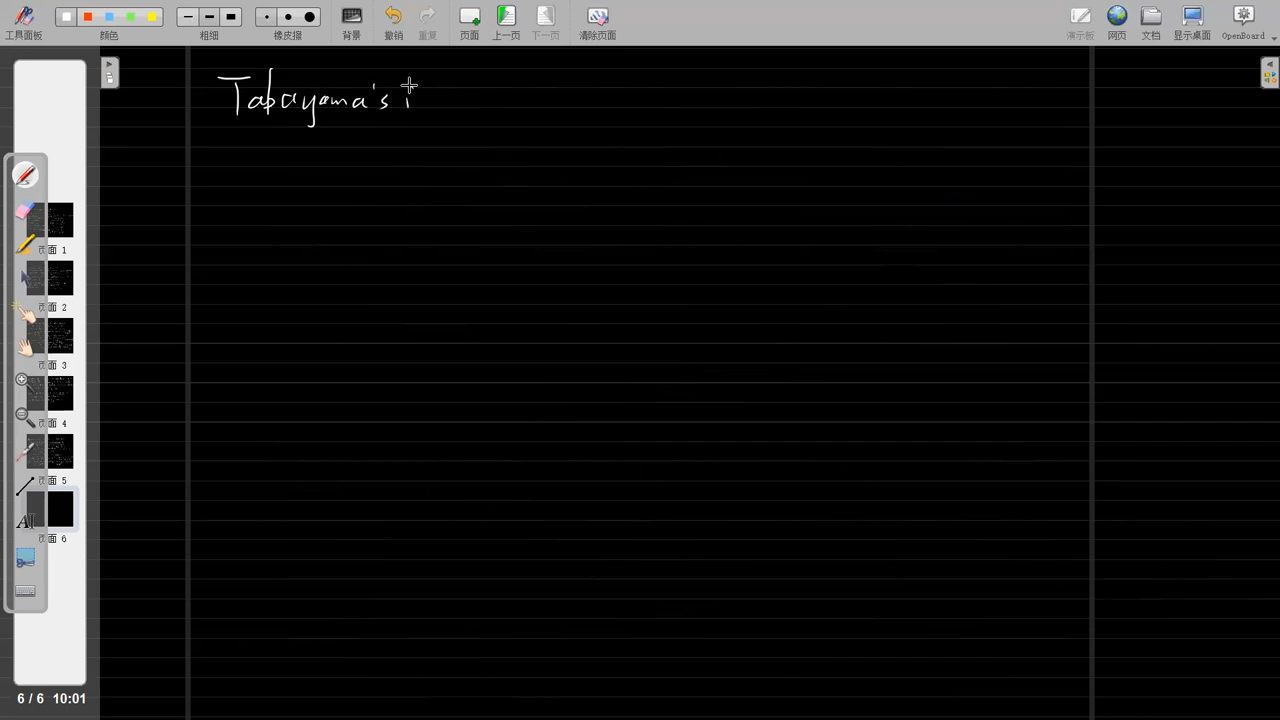 工具面板 颜色 粗细 橡皮擦 背景 撤销 重复 页面 上一页 下一页 清除页面 演示板 网页 文档 显示桌面 OpenBoard
Tabayama's i
页面 1
页面 2
页面 3
页面 4
页面 5
页面 6
6 / 6 10:01